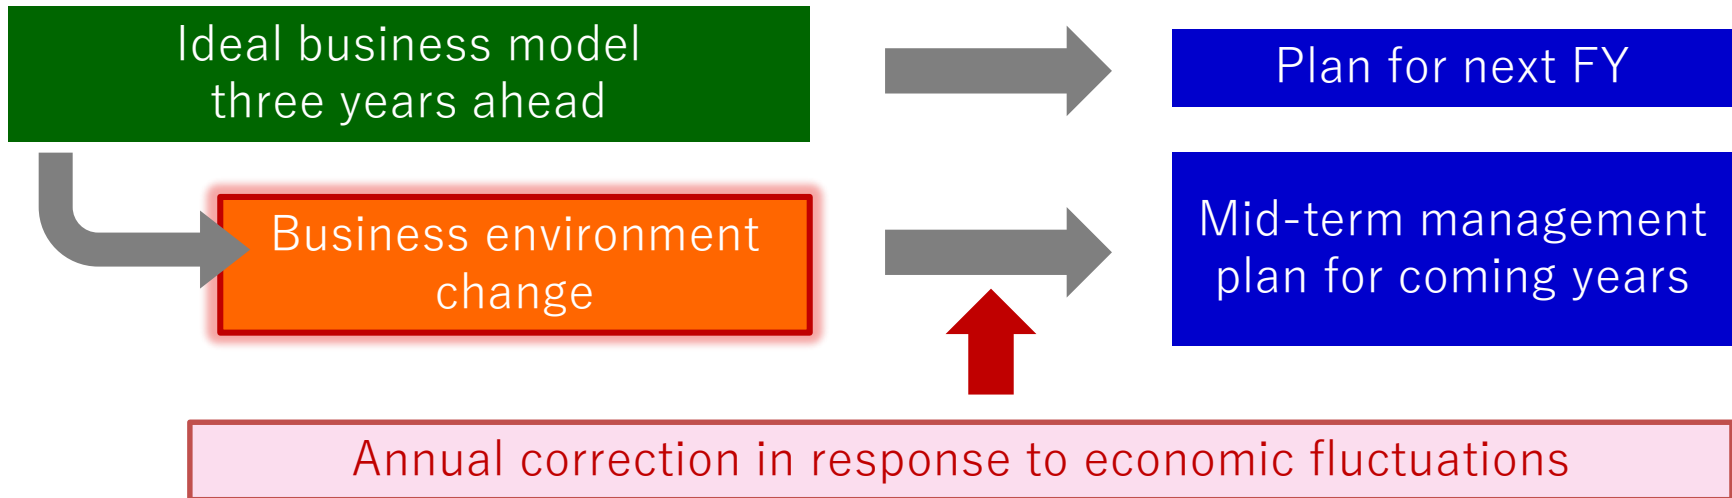 Ideal business model
three years ahead
Plan for next FY
Business environment
change
Mid-term management
plan for coming years
Annual correction in response to economic fluctuations